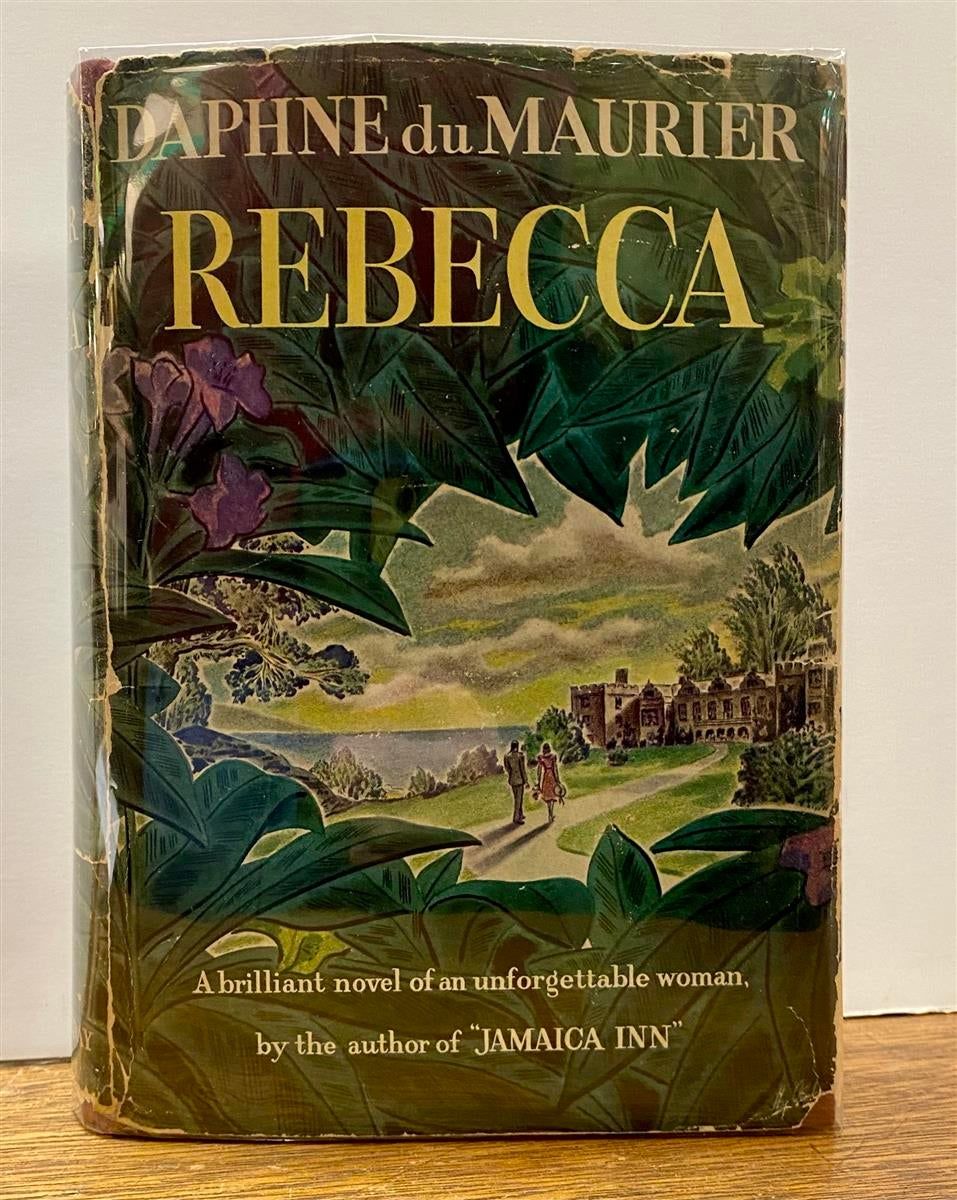 DAPHNE du MAURIER
REBECCA
A brilliant novel of an unforgettable woman,
by the author of "JAMAICA INN"